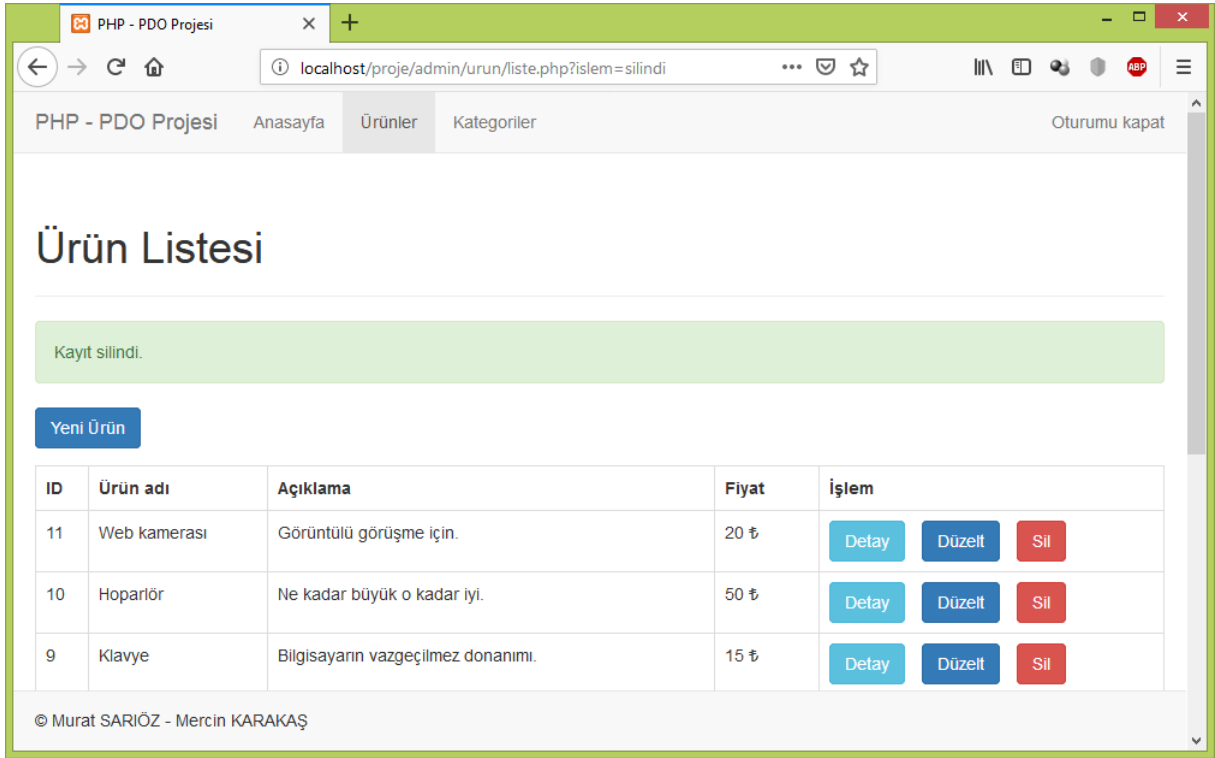 PHP - PDO Projesi
localhost/proje/admin/urun/liste.php?islem=silindi
ABP
PHP - PDO Projesi Anasayfa Ürünler Kategoriler Oturumu kapat
Ürün Listesi
Kayıt silindi.
Yeni Ürün
ID Ürün adı Açıklama Fiyat İşlem
11 Web kamerası Görüntülü görüşme için. 20 ₺ Detay Düzelt Sil
10 Hoparlör Ne kadar büyük o kadar iyi. 50 ₺ Detay Düzelt Sil
9 Klavye Bilgisayarın vazgeçilmez donanımı. 15 ₺ Detay Düzelt Sil
© Murat SARIÖZ - Mercin KARAKAŞ